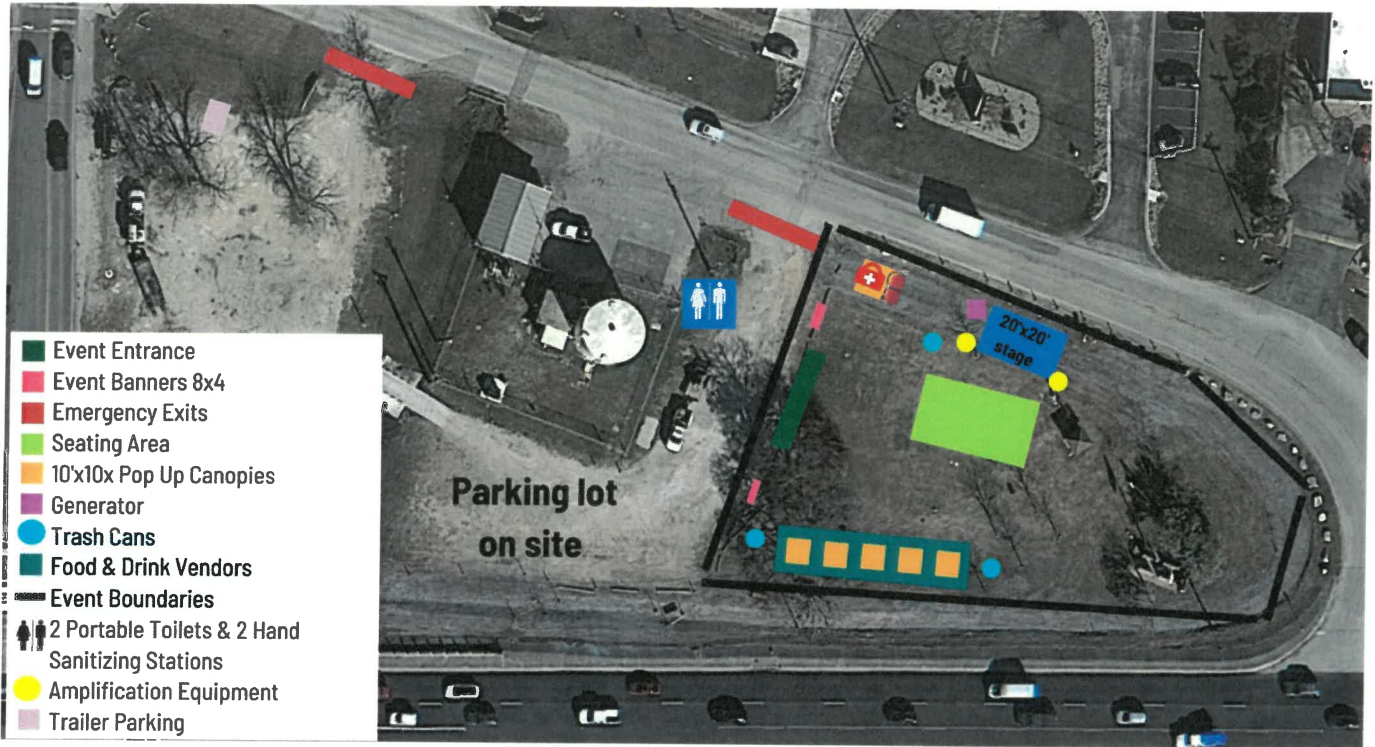 20'x20'
stage
Event Entrance
Event Banners 8x4
Emergency Exits
Seating Area
10'x10x Pop Up Canopies
Generator
Trash Cans
Food & Drink Vendors
Event Boundaries
2 Portable Toilets & 2 Hand
Sanitizing Stations
Amplification Equipment
Trailer Parking
Parking lot
on site